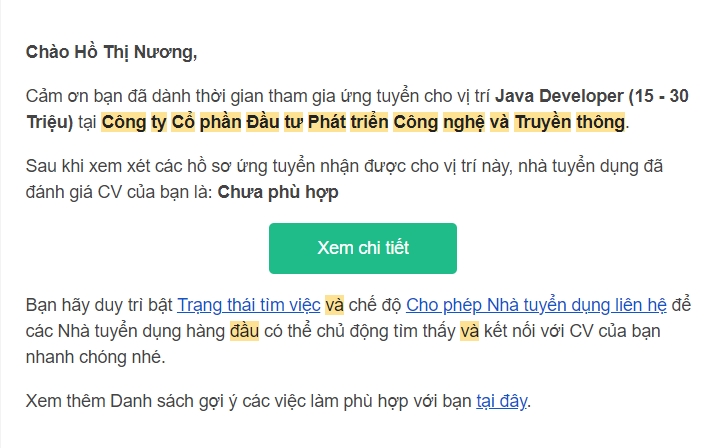 Chào Hồ Thị Nương,
Cảm ơn bạn đã dành thời gian tham gia ứng tuyển cho vị trí Java Developer (15 - 30
Triệu) tại Công ty Cổ phần Đầu tư Phát triển Công nghệ và Truyền thông.
Sau khi xem xét các hồ sơ ứng tuyển nhận được cho vị trí này, nhà tuyển dụng đã
đánh giá CV của bạn là: Chưa phù hợp
Xem chi tiết
Bạn hãy duy trì bật Trạng thái tìm việc và chế độ Cho phép Nhà tuyển dụng liên hệ để
các Nhà tuyển dụng hàng đầu có thể chủ động tìm thấy và kết nối với CV của bạn
nhanh chóng nhé.
Xem thêm Danh sách gợi ý các việc làm phù hợp với bạn tại đây.